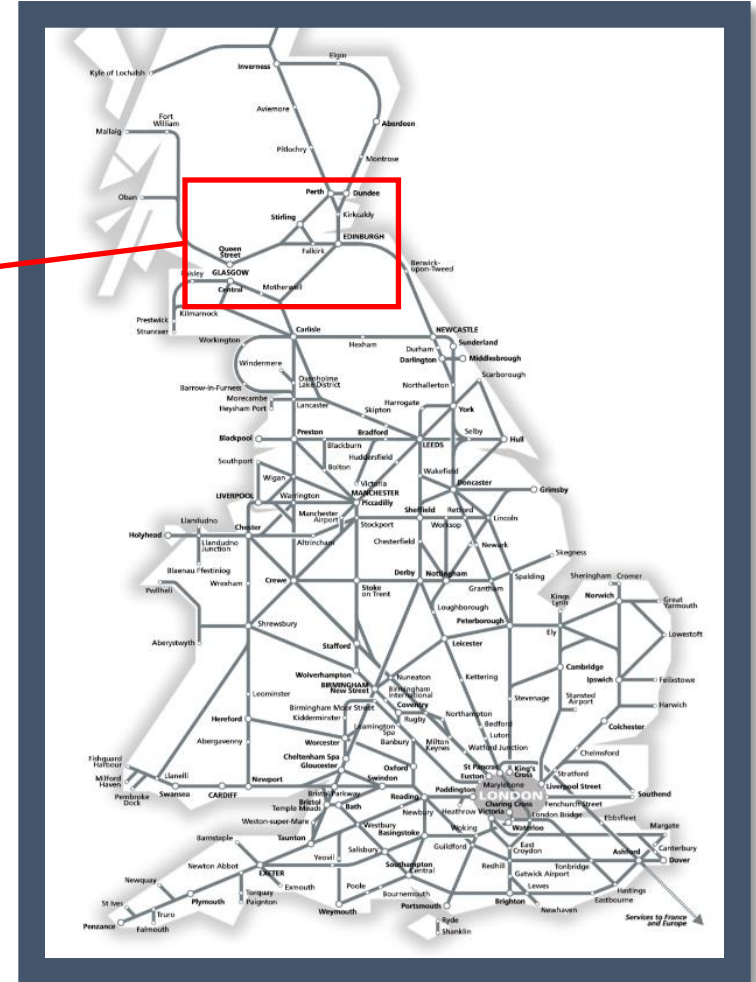 Elgin
Inverness
Kyle of Lochalsh
Aviemore
Fort
William
Aberdeen
Mallaig
Pitlochry
Montrose
Perth
Dundee
Oban
Kirkcaldy
Stirling
EDINBURGH
Queen
Street
Falkirk
Berwick-
upon-Tweed
GLASGOW
Central
Motherwell
Prestwick
Kilmarnock
Stranraer
Carlisle
NEWCASTLE
Workington
Hexham
Sunderland
Durham
Darlington
Middlesbrough
Windermere
Scarborough
Oxenholme
Lake District
Barrow-in-Furness
Northallerton
Morecambe
Heysham Port
Lancaster
Harrogate
York
Skipton
Blackpool
Preston
Bradford
LEEDS
Selby
Hull
Blackburn
Huddersfield
Southport
Bolton
Wakefield
Wigan
Victoria
Doncaster
LIVERPOOL
Warrington
MANCHESTER
Piccadilly
Grimsby
Manchester
Airport
Sheffield
Retford
Lincoln
Llandudno
Stockport
Worksop
Holyhead
Chester
Llandudno
Junction
Altrincham
Chesterfield
Newark
Skegness
Blaenau Ffestiniog
Derby
Nottingham
Pwllheli
Wrexham
Crewe
Stoke
on Trent
Grantham
Spalding
Sheringham
Cromer
Kings
Lynn
Norwich
Great
Yarmouth
Loughborough
Shrewsbury
Peterborough
Ely
Lowestoft
Aberystwyth
Stafford
Leicester
Wolverhampton
Cambridge
BIRMINGHAM
New Street
Nuneaton
Kettering
Ipswich
Felixstowe
Birmingham
International
Leominster
Stevenage
Stansted
Airport
Birmingham Moor Street
Coventry
Harwich
Hereford
Kidderminster
Rugby
Northampton
Bedford
Colchester
Leamington
Spa
Abergavenny
Worcester
Banbury
Milton
Keynes
Luton
Watford Junction
Chelmsford
Fishguard
Harbour
Cheltenham Spa
Gloucester
Oxford
St Pancras
King's
Cross
Euston
Stratford
Milford
Haven
Llanelli
Newport
Swindon
Marylebone
Liverpool Street
Pembroke
Dock
Swansea
CARDIFF
Bristol Parkway
Reading
Paddington
LONDON
Southend
Bristol
Temple Meads
Bath
Newbury
Heathrow
Victoria
Charing Cross
Fenchurch Street
Weston-super-Mare
London Bridge
Ebbsfleet
Waterloo
Westbury
Basingstoke
Woking
Margate
Barnstaple
Taunton
Salisbury
Guildford
East
Croydon
Canterbury
Yeovil
Newton Abbot
Southampton
Central
Redhill
Tonbridge
Ashford
Dover
EXETER
Gatwick Airport
Newquay
Exmouth
Poole
Lewes
Torquay
Paignton
Bournemouth
Hastings
St Ives
Plymouth
Eastbourne
Truro
Weymouth
Portsmouth
Brighton
Newhaven
Penzance
Falmouth
Ryde
Shanklin
Services to France
and Europe